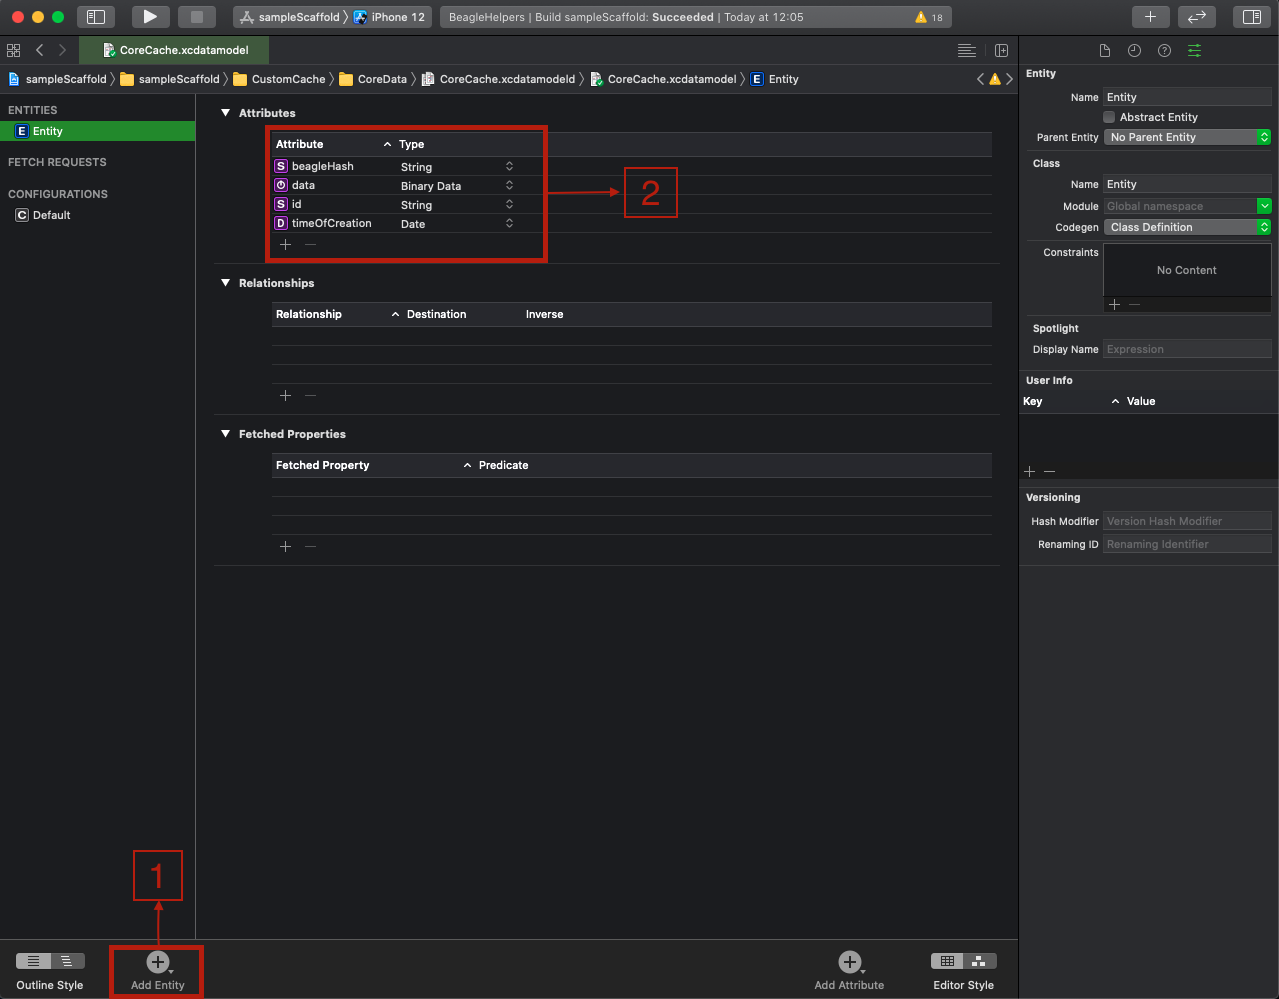 sampleScaffold iPhone 12
BeagleHelpers | Build sampleScaffold: Succeeded | Today at 12:05
18
CoreCache.xcdatamodel
sampleScaffold
sampleScaffold
CustomCache
CoreData
CoreCache.xcdatamodeld
CoreCache.xcdatamodel
E Entity
ENTITIES
E Entity
FETCH REQUESTS
CONFIGURATIONS
C Default
Attributes
Attribute Type
S beagleHash String
data Binary Data
S id String
D timeOfCreation Date
2
Relationships
Relationship Destination Inverse
Fetched Properties
Fetched Property Predicate
1
Outline Style
Add Entity
Add Attribute
Editor Style
Entity
Name Entity
Abstract Entity
Parent Entity No Parent Entity
Class
Name Entity
Module Global namespace
Codegen Class Definition
Constraints No Content
Spotlight
Display Name Expression
User Info
Key Value
Versioning
Hash Modifier Version Hash Modifier
Renaming ID Renaming Identifier